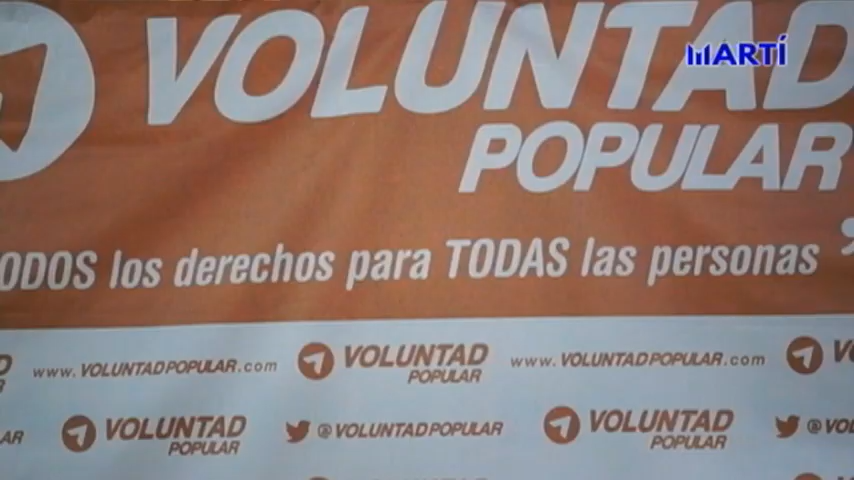 MARTÍ
VOLUNTAD
POPULAR
TODOS los derechos para TODAS las personas
www.VOLUNTADPOPULAR.com VOLUNTAD POPULAR www.VOLUNTADPOPULAR.com
VOLUNTAD POPULAR @VOLUNTADPOPULAR VOLUNTAD POPULAR